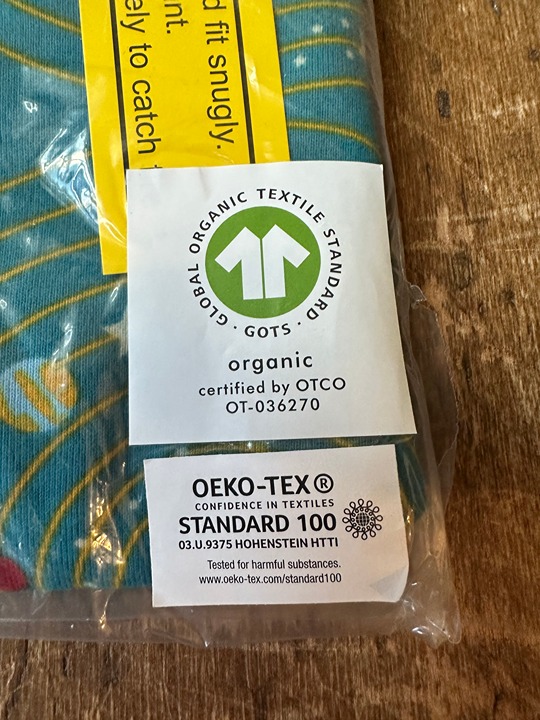 d fit snugly.
nt.
ely to catch
GLOBAL ORGANIC TEXTILE STANDARD · GOTS ·
organic
certified by OTCO
OT-036270
OEKO-TEX®
CONFIDENCE IN TEXTILES
STANDARD 100
03.U.9375 HOHENSTEIN HTTI
Tested for harmful substances.
www.oeko-tex.com/standard100